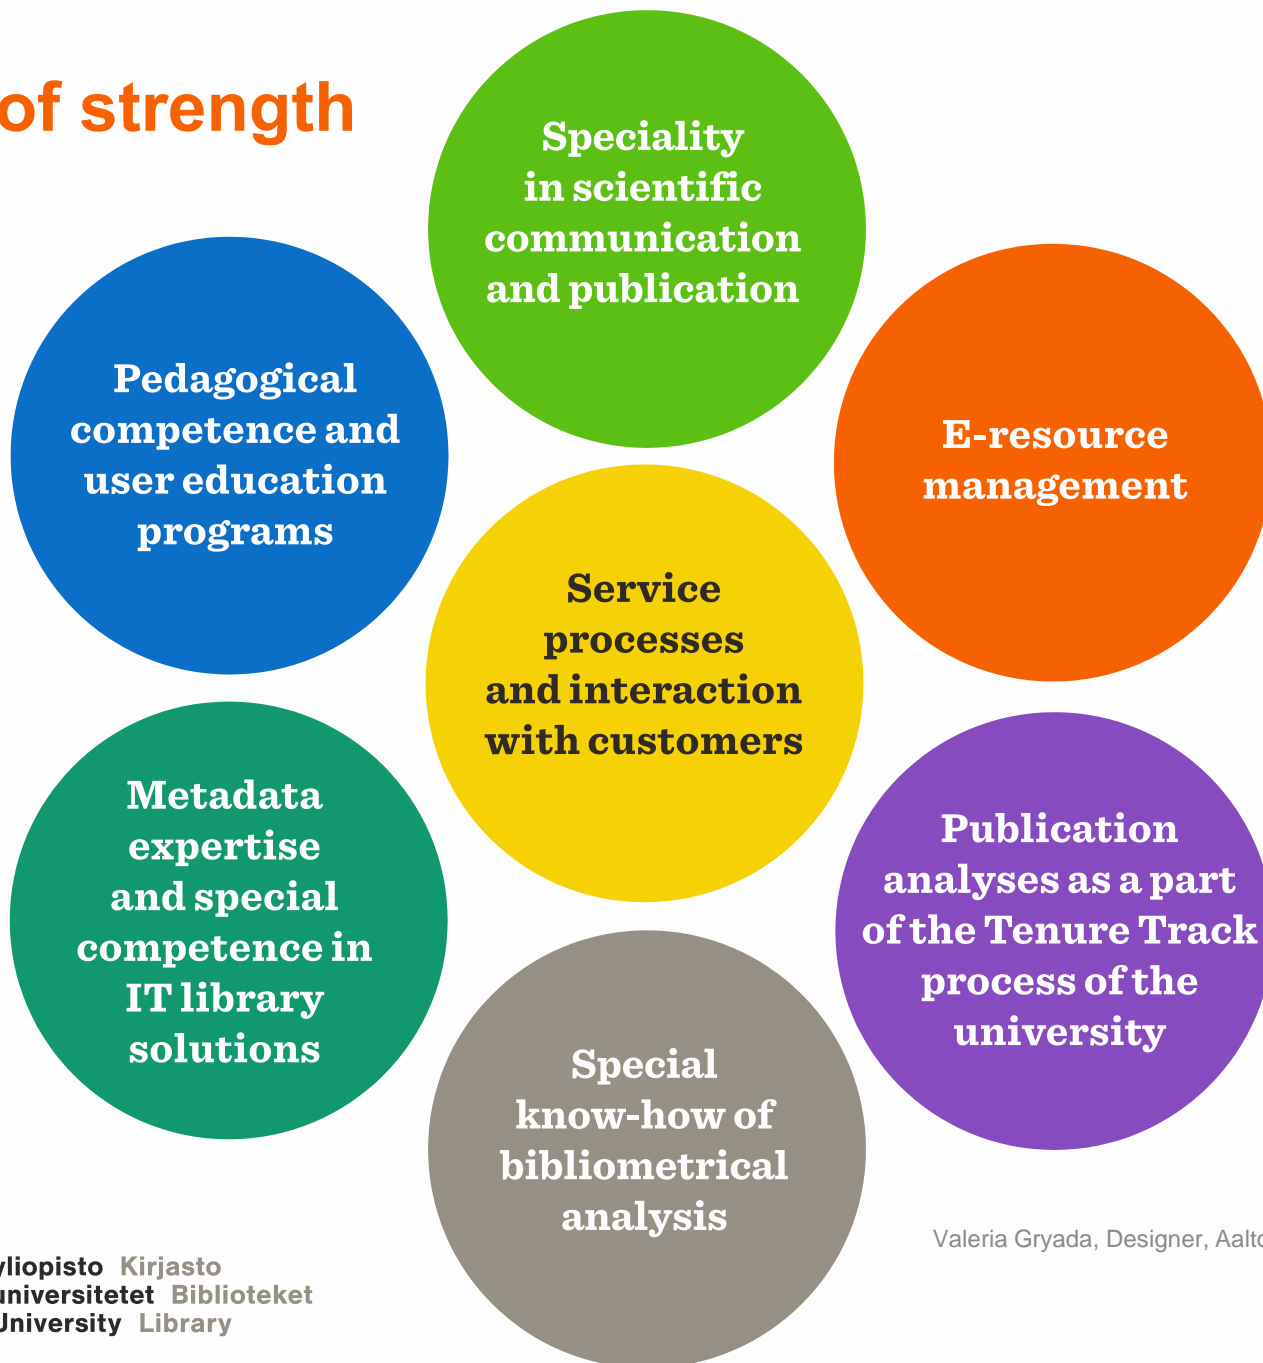 of strength
Speciality
in scientific
communication
and publication
Pedagogical
competence and
user education
programs
E-resource
management
Service
processes
and interaction
with customers
Metadata
expertise
and special
competence in
IT library
solutions
Publication
analyses as a part
of the Tenure Track
process of the
university
Special
know-how of
bibliometrical
analysis
Valeria Gryada, Designer, Aalto
yliopisto Kirjasto
universitetet Biblioteket
University Library